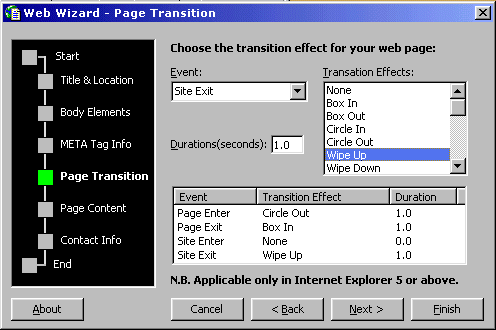 Web Wizard - Page Transition
Start
Title & Location
Body Elements
META Tag Info
Page Transition
Page Content
Contact Info
End
Choose the transition effect for your web page:
Event:
Site Exit
Durations(seconds): 1.0
Transation Effects:
None
Box In
Box Out
Circle In
Circle Out
Wipe Up
Wipe Down
Event Transition Effect Duration
Page Enter Circle Out 1.0
Page Exit Box In 1.0
Site Enter None 0.0
Site Exit Wipe Up 1.0
N.B. Applicable only in Internet Explorer 5 or above.
About Cancel < Back Next > Finish